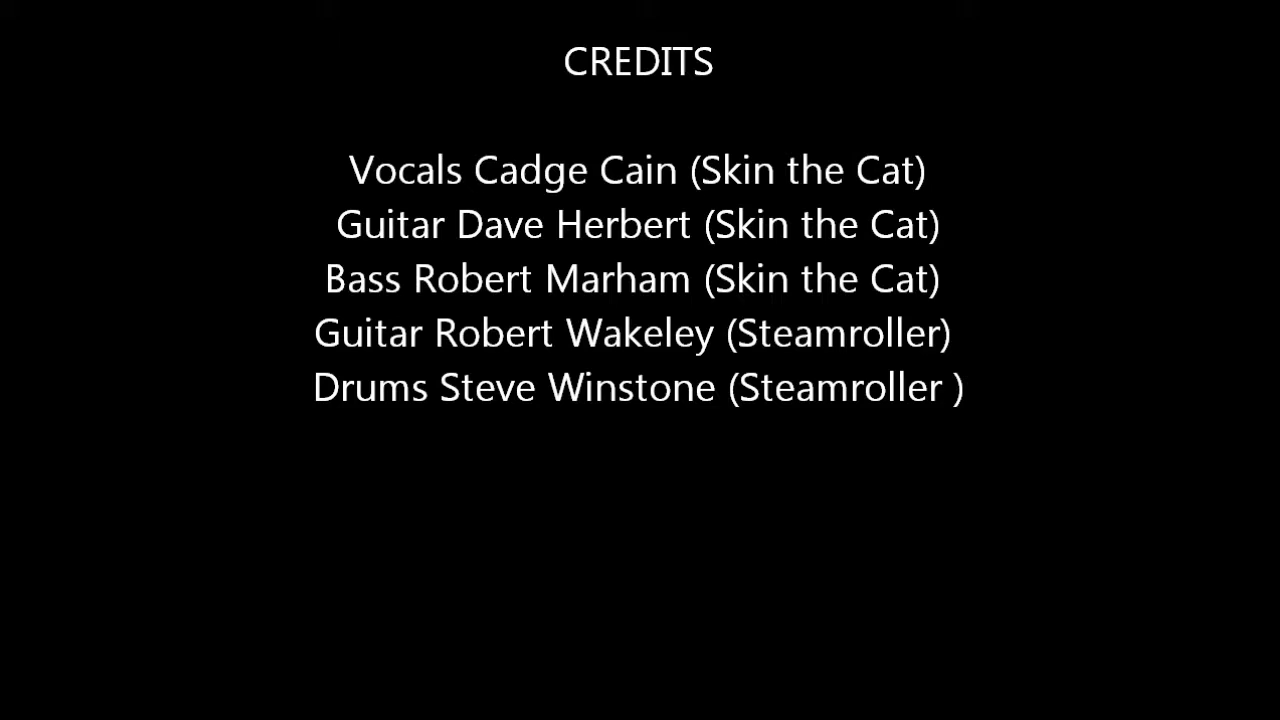 CREDITS
Vocals Cadge Cain (Skin the Cat)
Guitar Dave Herbert (Skin the Cat)
Bass Robert Marham (Skin the Cat)
Guitar Robert Wakeley (Steamroller)
Drums Steve Winstone (Steamroller )